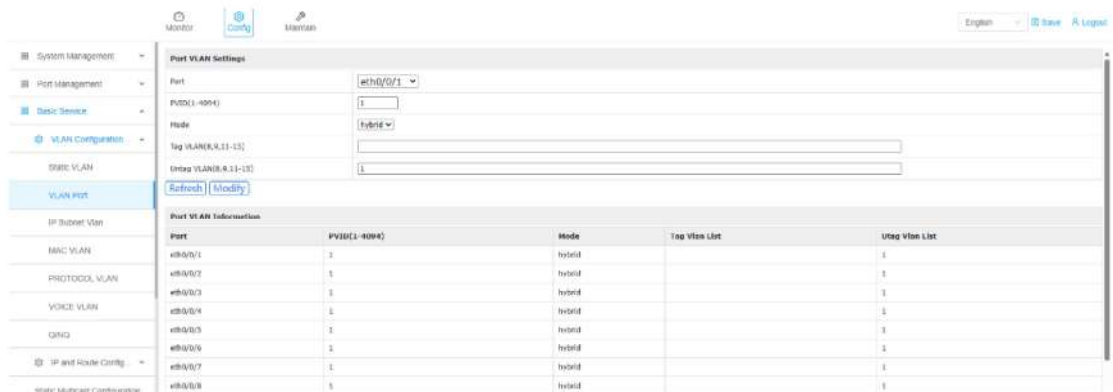 Monitor Config Maintain English Save Logout
System Management
Port Management
Basic Service
VLAN Configuration
Static VLAN
VLAN Port
IP Subnet Vlan
MAC VLAN
PROTOCOL VLAN
VOICE VLAN
QINQ
IP and Route Config...
Static Multicast Configuration
Port VLAN Settings
Port eth0/0/1
PVID(1-4094) 1
Mode hybrid
Tag VLAN(8,9,11-15)
Untag VLAN(8,9,11-15) 1
Refresh Modify
Port VLAN Information
Port PVID(1-4094) Mode Tag Vlan List Utag Vlan List
eth0/0/1 1 hybrid 1
eth0/0/2 1 hybrid 1
eth0/0/3 1 hybrid 1
eth0/0/4 1 hybrid 1
eth0/0/5 1 hybrid 1
eth0/0/6 1 hybrid 1
eth0/0/7 1 hybrid 1
eth0/0/8 1 hybrid 1